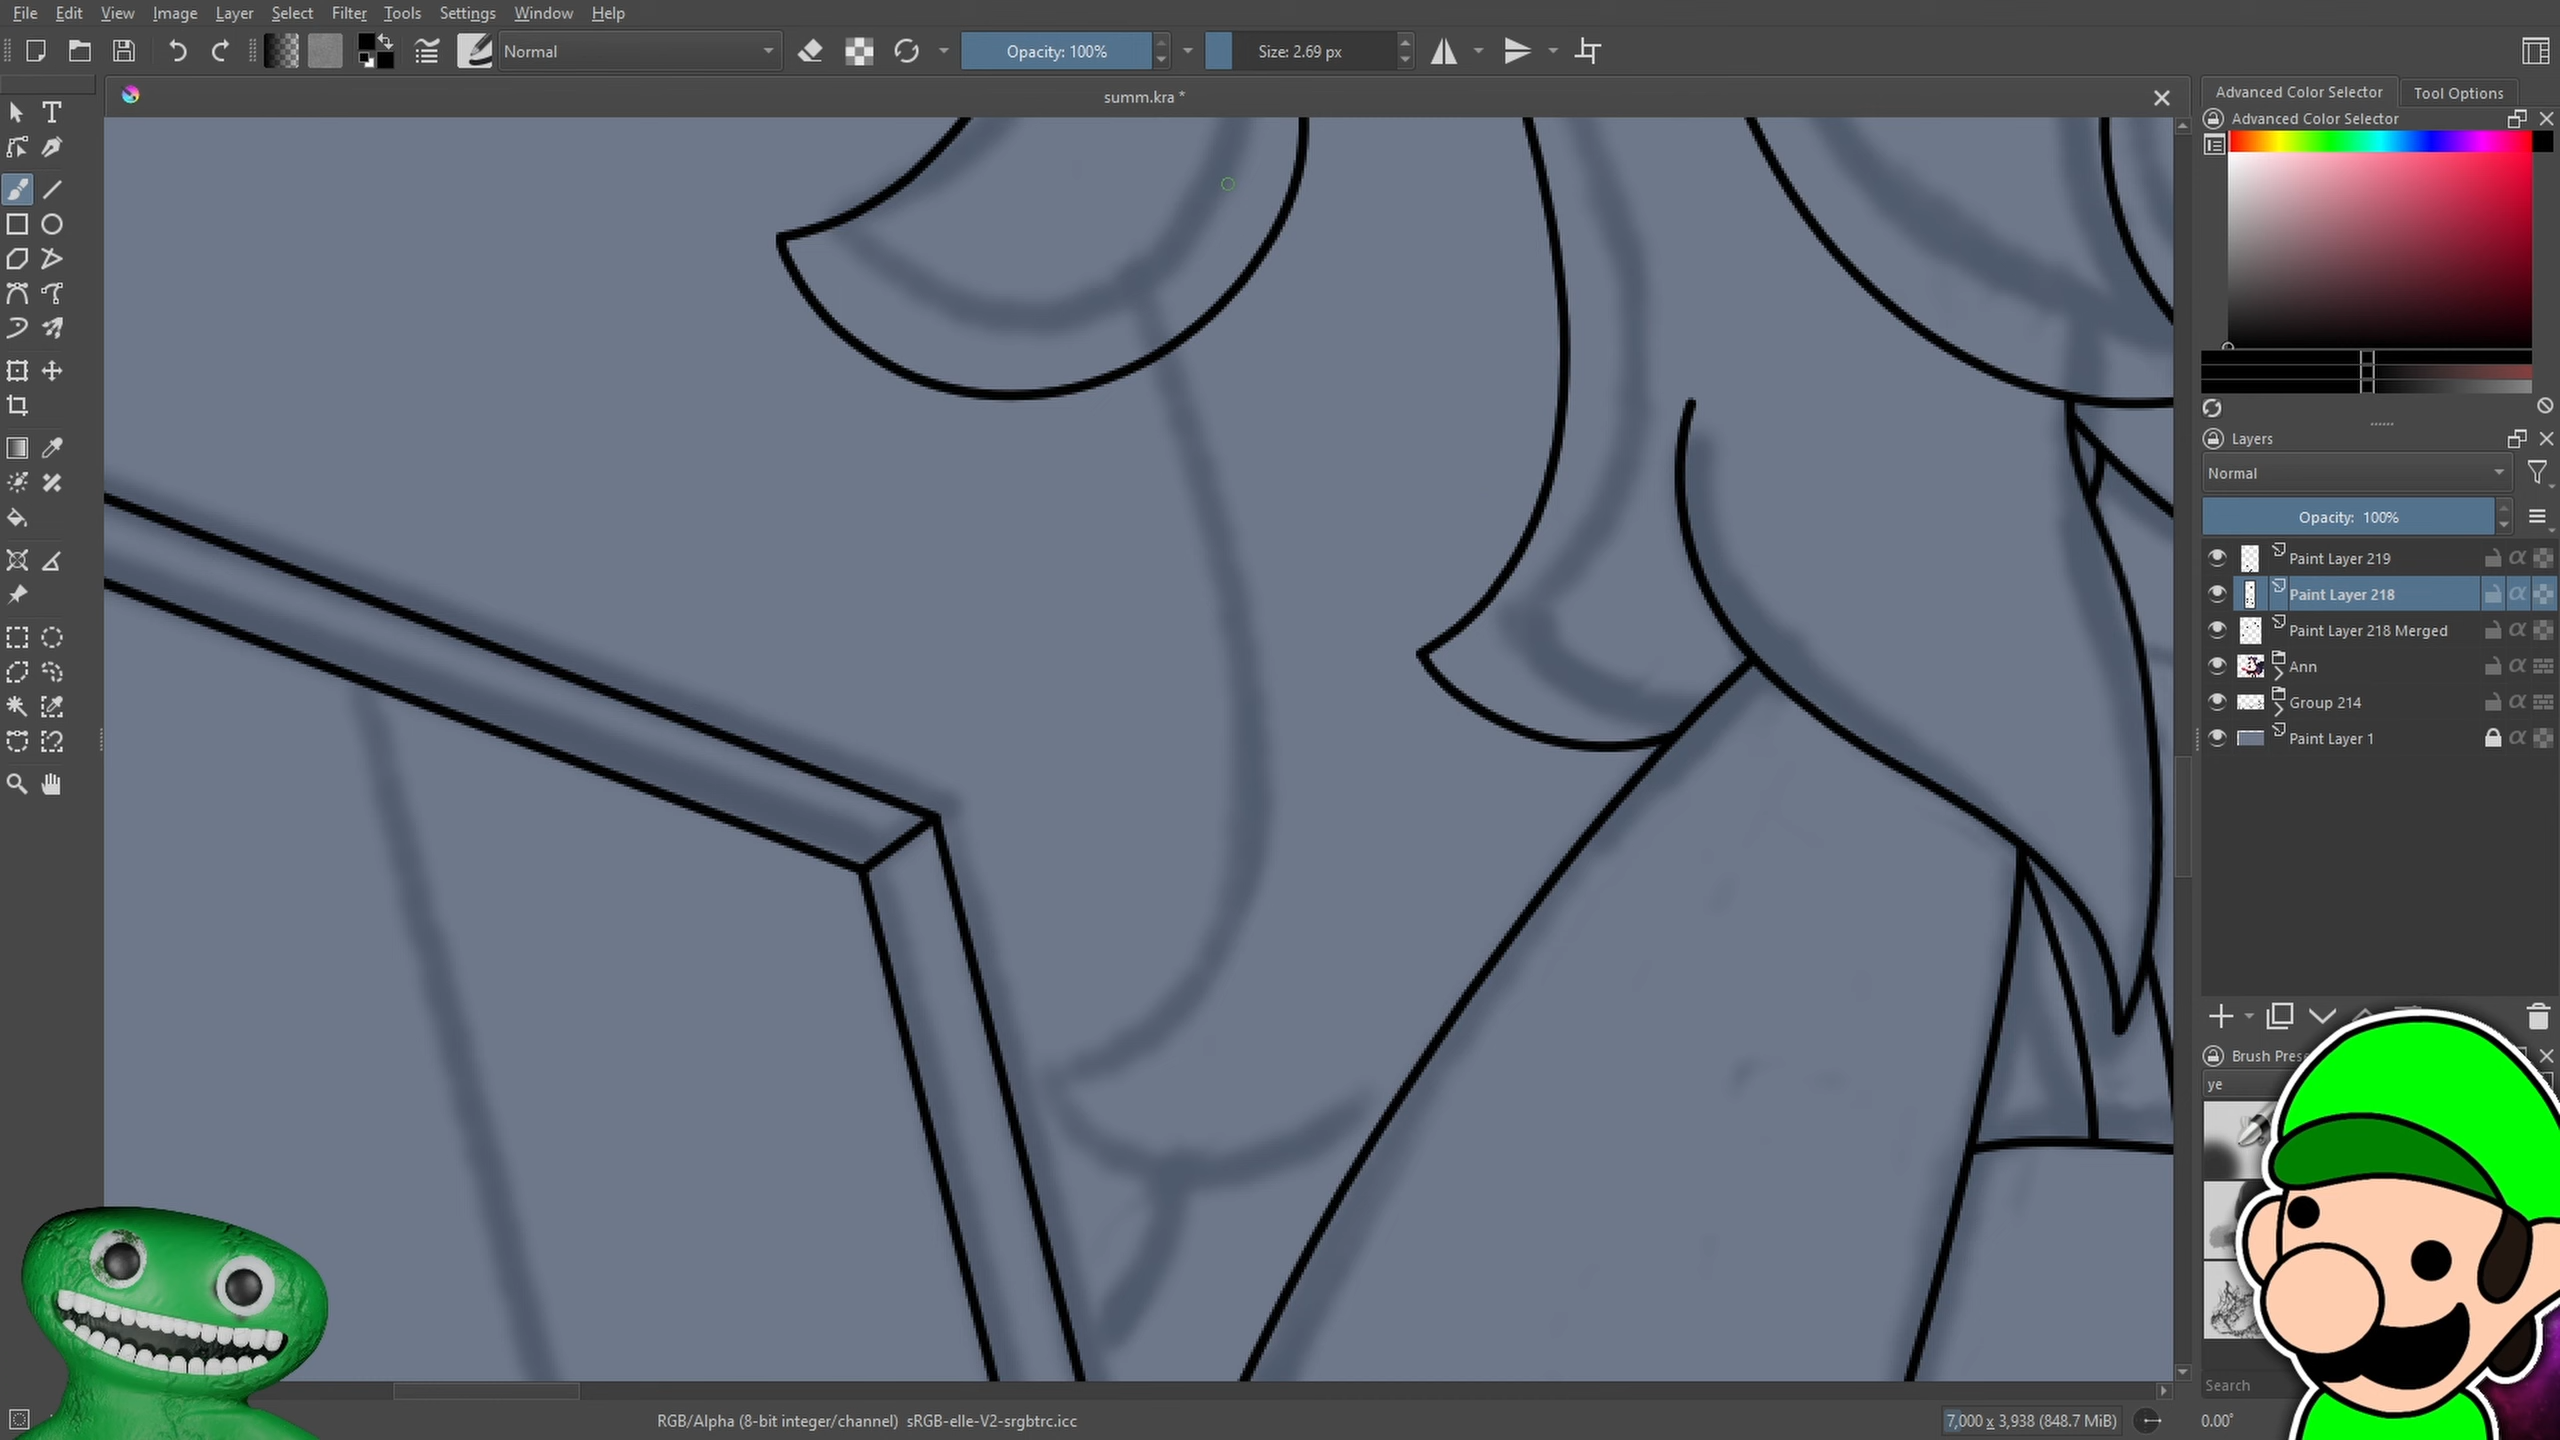 File Edit View Image Layer Select Filter Tools Settings Window Help
Normal
Opacity: 100%
Size: 2.69 px
summ.kra *
Advanced Color Selector
Tool Options
Advanced Color Selector
Layers
Normal
Opacity: 100%
Paint Layer 219
Paint Layer 218
Paint Layer 218 Merged
Ann
Group 214
Paint Layer 1
Brush Pres
ye
Search
RGB/Alpha (8-bit integer/channel) sRGB-elle-V2-srgbtrc.icc
7,000 x 3,938 (848.7 MiB)
0.00°